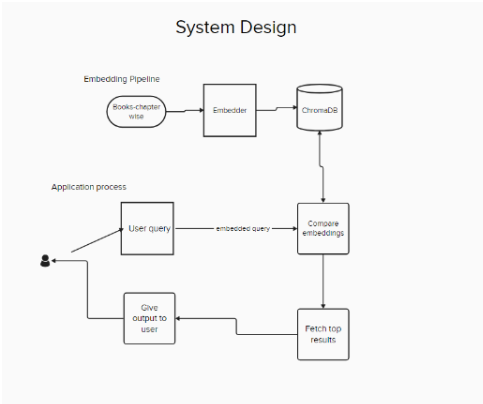 System Design
Embedding Pipeline
Books-chapter
wise
Embedder
ChromaDB
Application process
User query
embedded query
Compare
embeddings
Give
output to
user
Fetch top
results